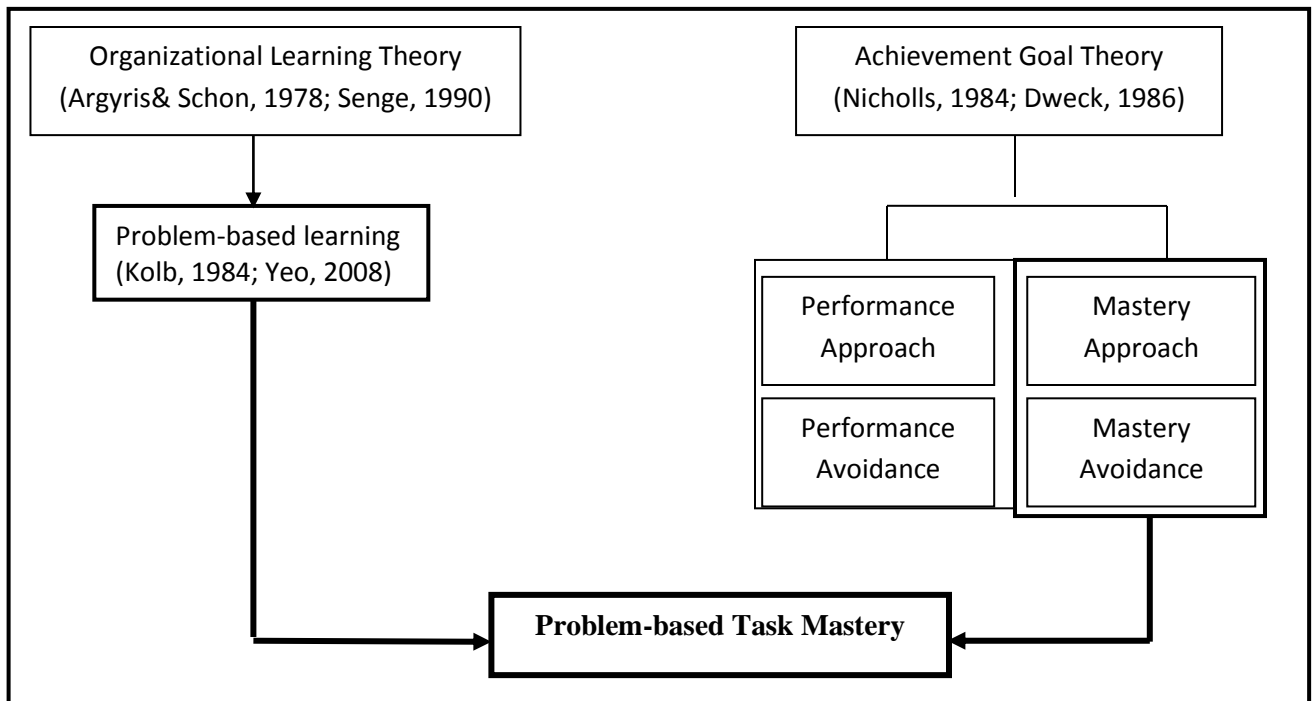 Organizational Learning Theory
(Argyris& Schon, 1978; Senge, 1990)
Achievement Goal Theory
(Nicholls, 1984; Dweck, 1986)
Problem-based learning
(Kolb, 1984; Yeo, 2008)
Performance
Approach
Mastery
Approach
Performance
Avoidance
Mastery
Avoidance
Problem-based Task Mastery